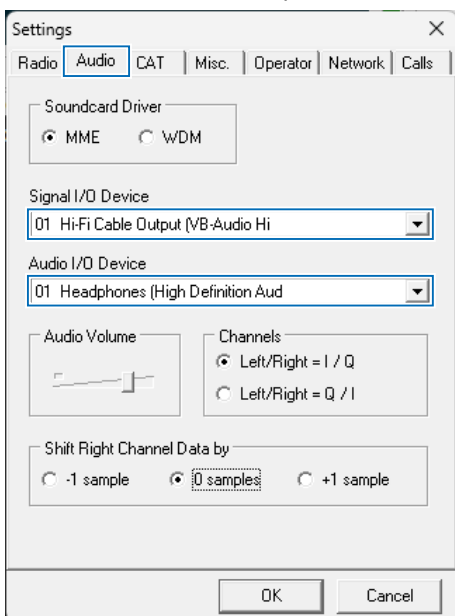 Settings
Radio Audio CAT Misc. Operator Network Calls
Soundcard Driver
MME WDM
Signal I/O Device
01 Hi-Fi Cable Output (VB-Audio Hi
Audio I/O Device
01 Headphones (High Definition Aud
Audio Volume
Channels
Left/Right = I / Q
Left/Right = Q / I
Shift Right Channel Data by
-1 sample 0 samples +1 sample
OK Cancel